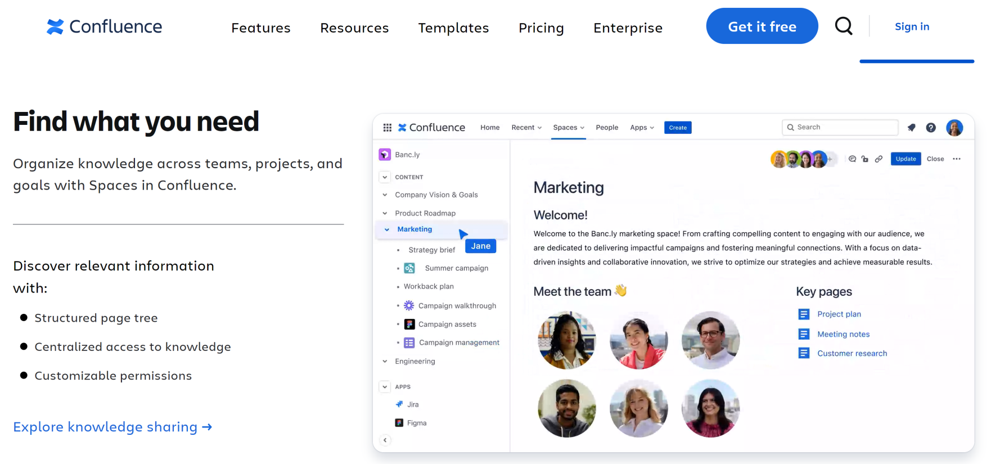 Confluence
Features
Resources
Templates
Pricing
Enterprise
Get it free
Sign in
Find what you need
Organize knowledge across teams, projects, and
goals with Spaces in Confluence.
Discover relevant information
with:
Structured page tree
Centralized access to knowledge
Customizable permissions
Explore knowledge sharing →
Confluence
Home
Recent
Spaces
People
Apps
Create
Search
Banc.ly
CONTENT
Company Vision & Goals
Product Roadmap
Marketing
Jane
Strategy brief
Summer campaign
Workback plan
Campaign walkthrough
Campaign assets
Campaign management
Engineering
APPS
Jira
Figma
Update
Close
Marketing
Welcome!
Welcome to the Banc.ly marketing space! From crafting compelling content to engaging with our audience, we
are dedicated to delivering impactful campaigns and fostering meaningful connections. With a focus on data-
driven insights and collaborative innovation, we strive to optimize our strategies and achieve measurable results.
Meet the team 👋
Key pages
Project plan
Meeting notes
Customer research